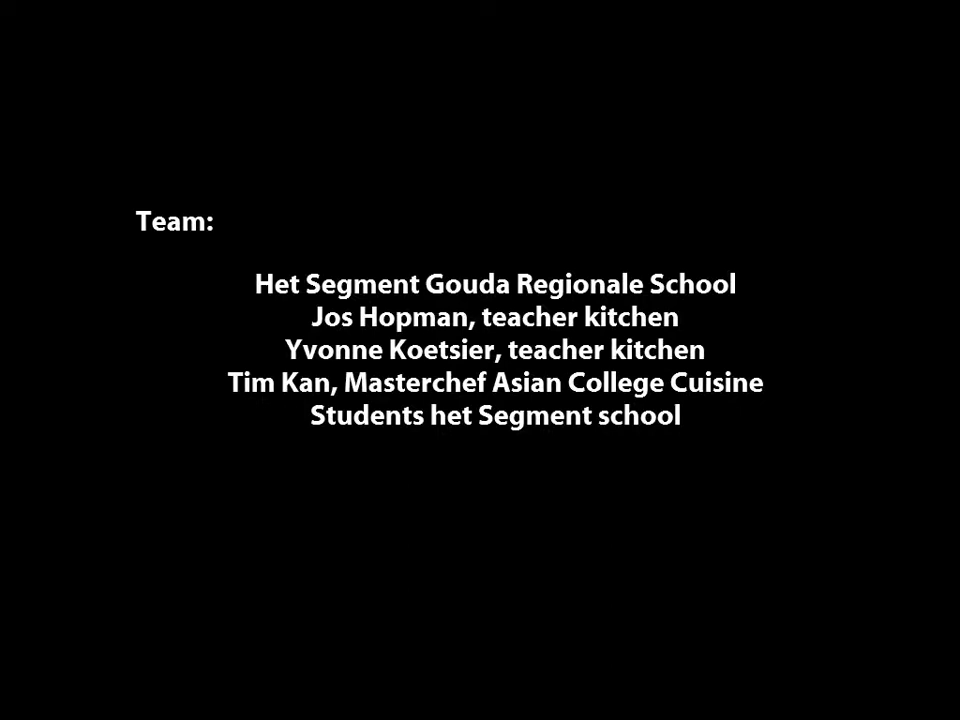 Team:
Het Segment Gouda Regionale School
Jos Hopman, teacher kitchen
Yvonne Koetsier, teacher kitchen
Tim Kan, Masterchef Asian College Cuisine
Students het Segment school